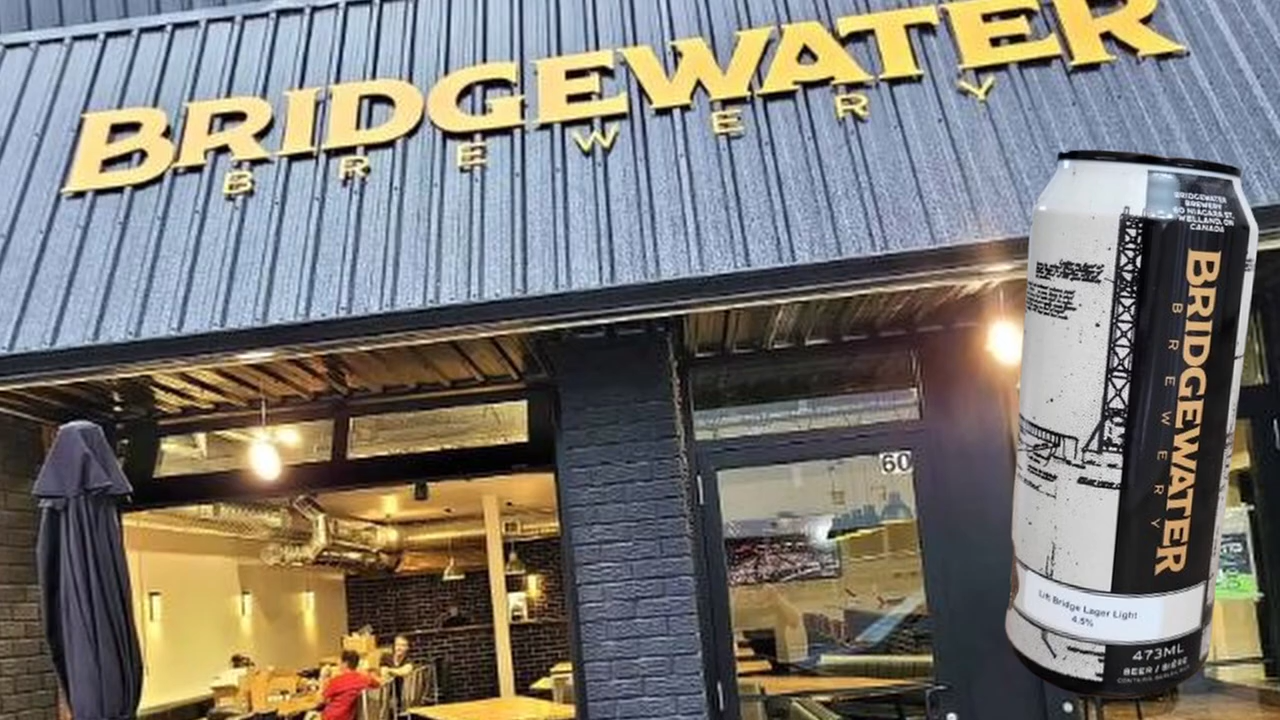 BRIDGEWATER
BREWERY
60
BRIDGEWATER
BREWERY
60 NIAGARA ST,
WELLAND, ON
CANADA
BRIDGEWATER
BREWERY
Lift Bridge Lager Light
4.5%
473ML
BEER / BIÈRE